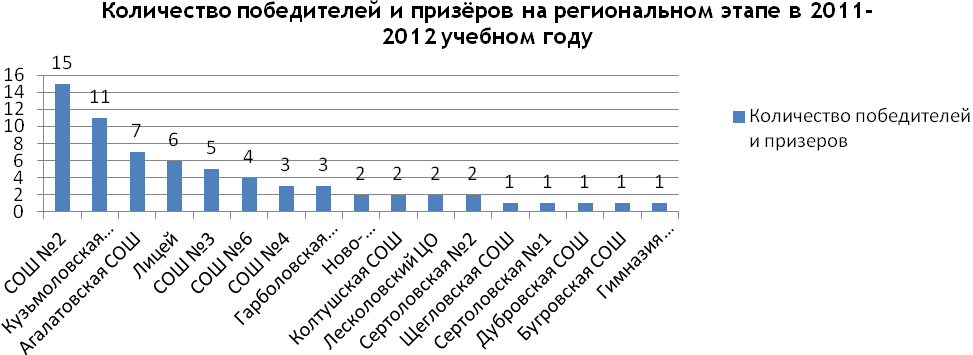 Количество победителей и призёров на региональном этапе в 2011-
2012 учебном году
16
14
12
10
8
6
4
2
0
15
11
7
6
5
4
3
3
2
2
2
2
1
1
1
1
1
СОШ №2
Кузьмоловская...
Агалатовская СОШ
Лицей
СОШ №3
СОШ №6
СОШ №4
Гарболовская...
Ново-...
Колтушская СОШ
Лесколовский ЦО
Сертоловская №2
Щегловская СОШ
Сертоловская №1
Дубровская СОШ
Бугровская СОШ
Гимназия...
Количество победителей
и призеров